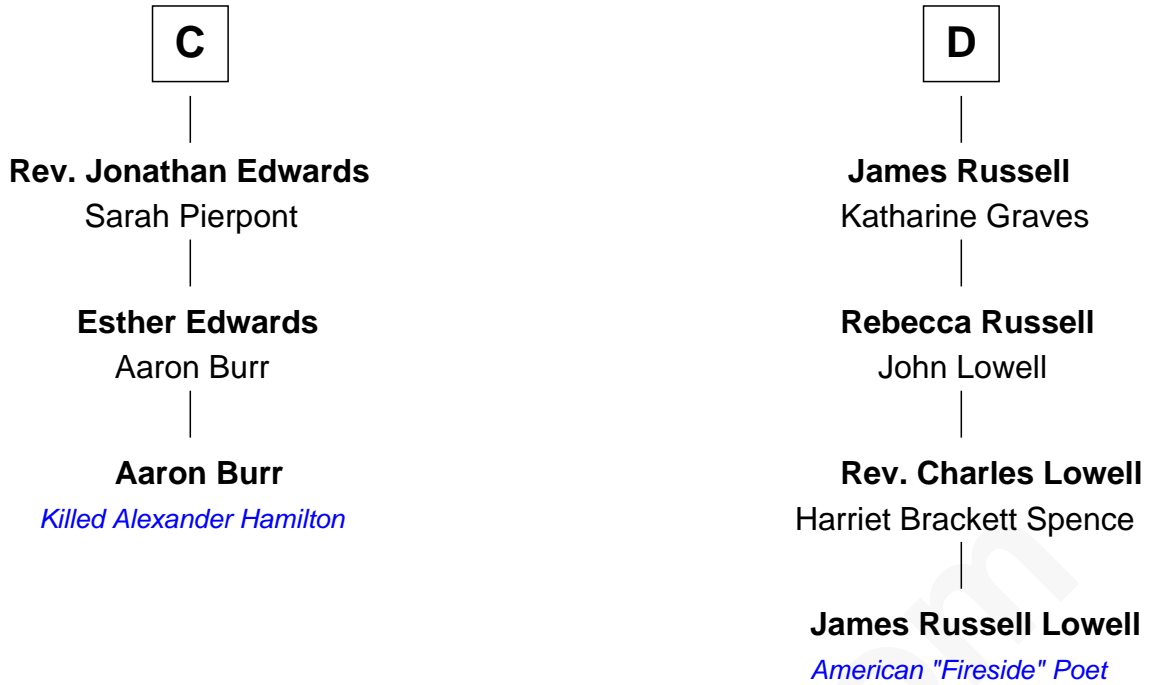 C
Rev. Jonathan Edwards
Sarah Pierpont
Esther Edwards
Aaron Burr
Aaron Burr
Killed Alexander Hamilton
D
James Russell
Katharine Graves
Rebecca Russell
John Lowell
Rev. Charles Lowell
Harriet Brackett Spence
James Russell Lowell
American "Fireside" Poet